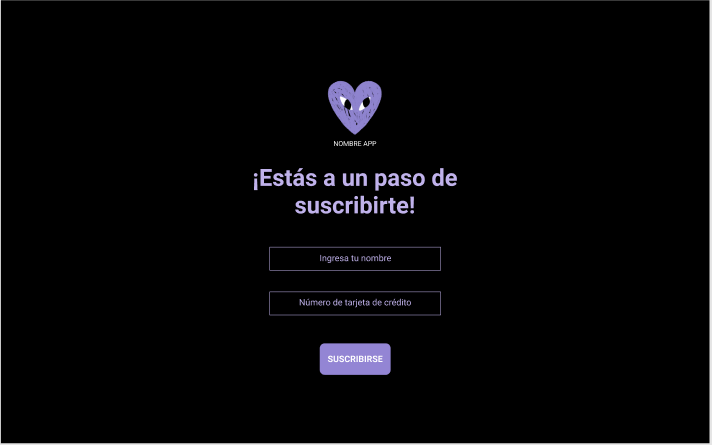 NOMBRE APP
¡Estás a un paso de
suscribirte!
Ingresa tu nombre
Número de tarjeta de crédito
SUSCRIBIRSE